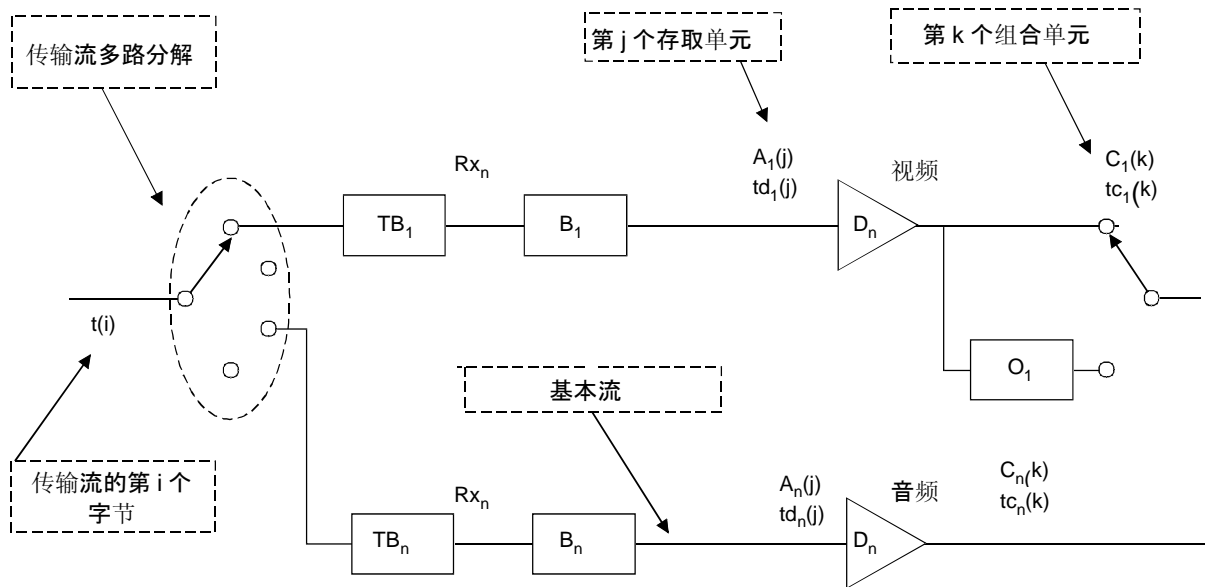 传输流多路分解
第 j 个存取单元
第 k 个组合单元
Rxn
A1(j)
td1(j)
视频
C1(k)
tc1(k)
TB1
B1
Dn
t(i)
O1
基本流
传输流的第 i 个
字节
Rxn
An(j)
tdn(j)
音频
Cn(k)
tcn(k)
TBn
Bn
Dn